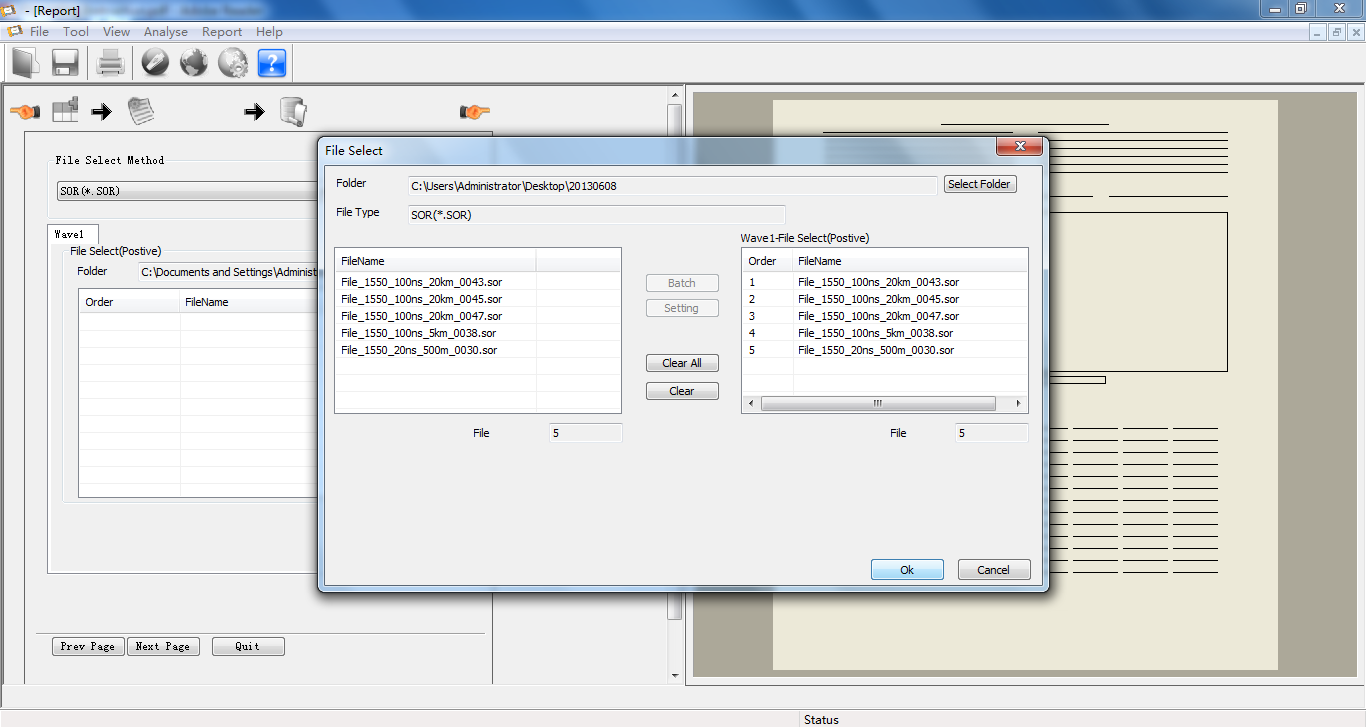 - [Report]
File Tool View Analyse Report Help
File Select Method
SOR(*.SOR)
Wave1
File Select(Postive)
Folder C:\Documents and Settings\Administ
Order FileName
Prev Page Next Page Quit
File Select
Folder C:\Users\Administrator\Desktop\20130608 Select Folder
File Type SOR(*.SOR)
Wave1-File Select(Postive)
FileName
File_1550_100ns_20km_0043.sor
File_1550_100ns_20km_0045.sor
File_1550_100ns_20km_0047.sor
File_1550_100ns_5km_0038.sor
File_1550_20ns_500m_0030.sor
File 5
Batch
Setting
Clear All
Clear
Order FileName
1 File_1550_100ns_20km_0043.sor
2 File_1550_100ns_20km_0045.sor
3 File_1550_100ns_20km_0047.sor
4 File_1550_100ns_5km_0038.sor
5 File_1550_20ns_500m_0030.sor
File 5
Ok Cancel
Status